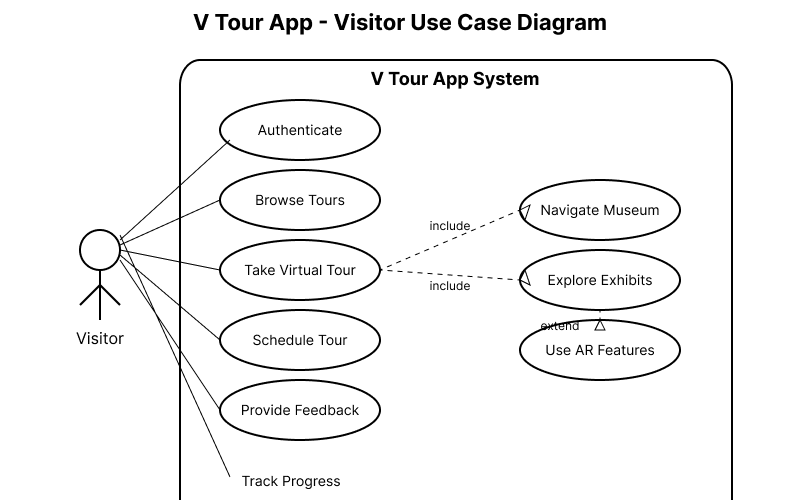 V Tour App - Visitor Use Case Diagram
V Tour App System
Authenticate
Browse Tours
Navigate Museum
include
Take Virtual Tour
Explore Exhibits
include
extend
Visitor
Schedule Tour
Use AR Features
Provide Feedback
Track Progress